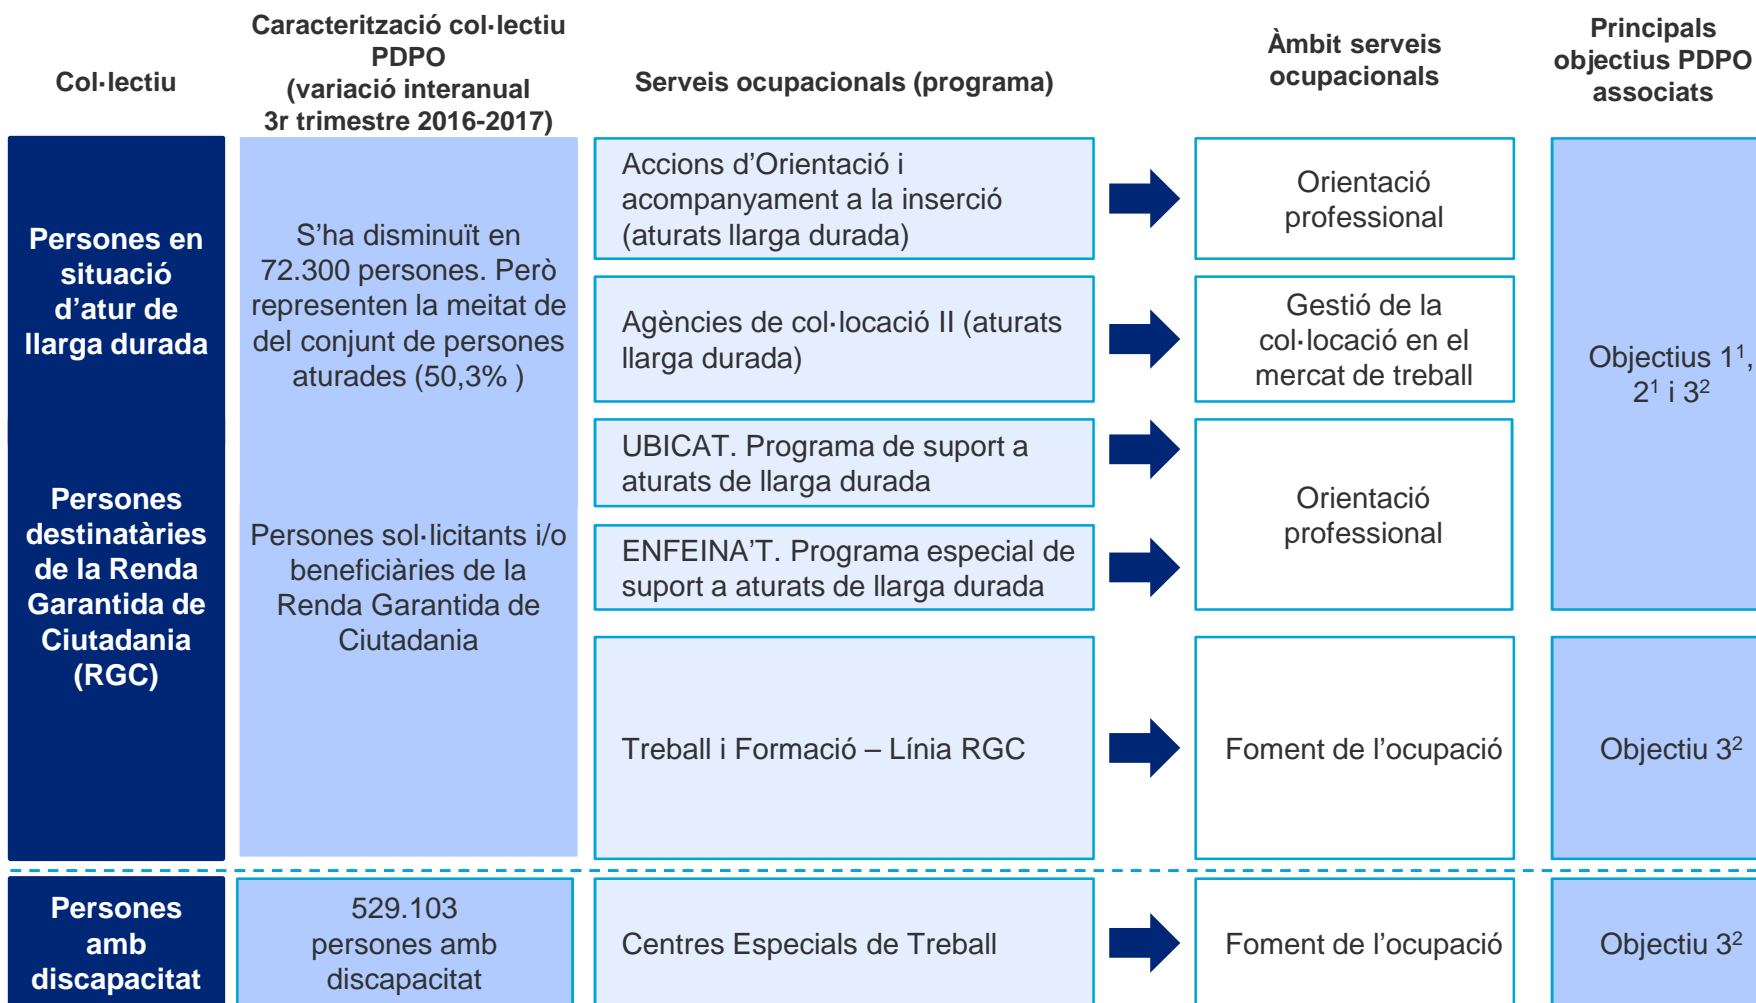 Col·lectiu
Caracterització col·lectiu
PDPO
(variació interanual
3r trimestre 2016-2017)
Serveis ocupacionals (programa)
Àmbit serveis
ocupacionals
Principals
objectius PDPO
associats
Persones en
situació
d’atur de
llarga durada
S’ha disminuït en
72.300 persones. Però
representen la meitat de
del conjunt de persones
aturades (50,3% )
Accions d’Orientació i
acompanyament a la inserció
(aturats llarga durada)
Orientació
professional
Agències de col·locació II (aturats
llarga durada)
Gestió de la
col·locació en el
mercat de treball
Objectius 1¹,
2¹ i 3²
Persones
destinatàries
de la Renda
Garantida de
Ciutadania
(RGC)
Persones sol·licitants i/o
beneficiàries de la
Renda Garantida de
Ciutadania
UBICAT. Programa de suport a
aturats de llarga durada
ENFEINA’T. Programa especial de
suport a aturats de llarga durada
Orientació
professional
Treball i Formació – Línia RGC
Foment de l’ocupació
Objectiu 3²
Persones
amb
discapacitat
529.103
persones amb
discapacitat
Centres Especials de Treball
Foment de l’ocupació
Objectiu 3²